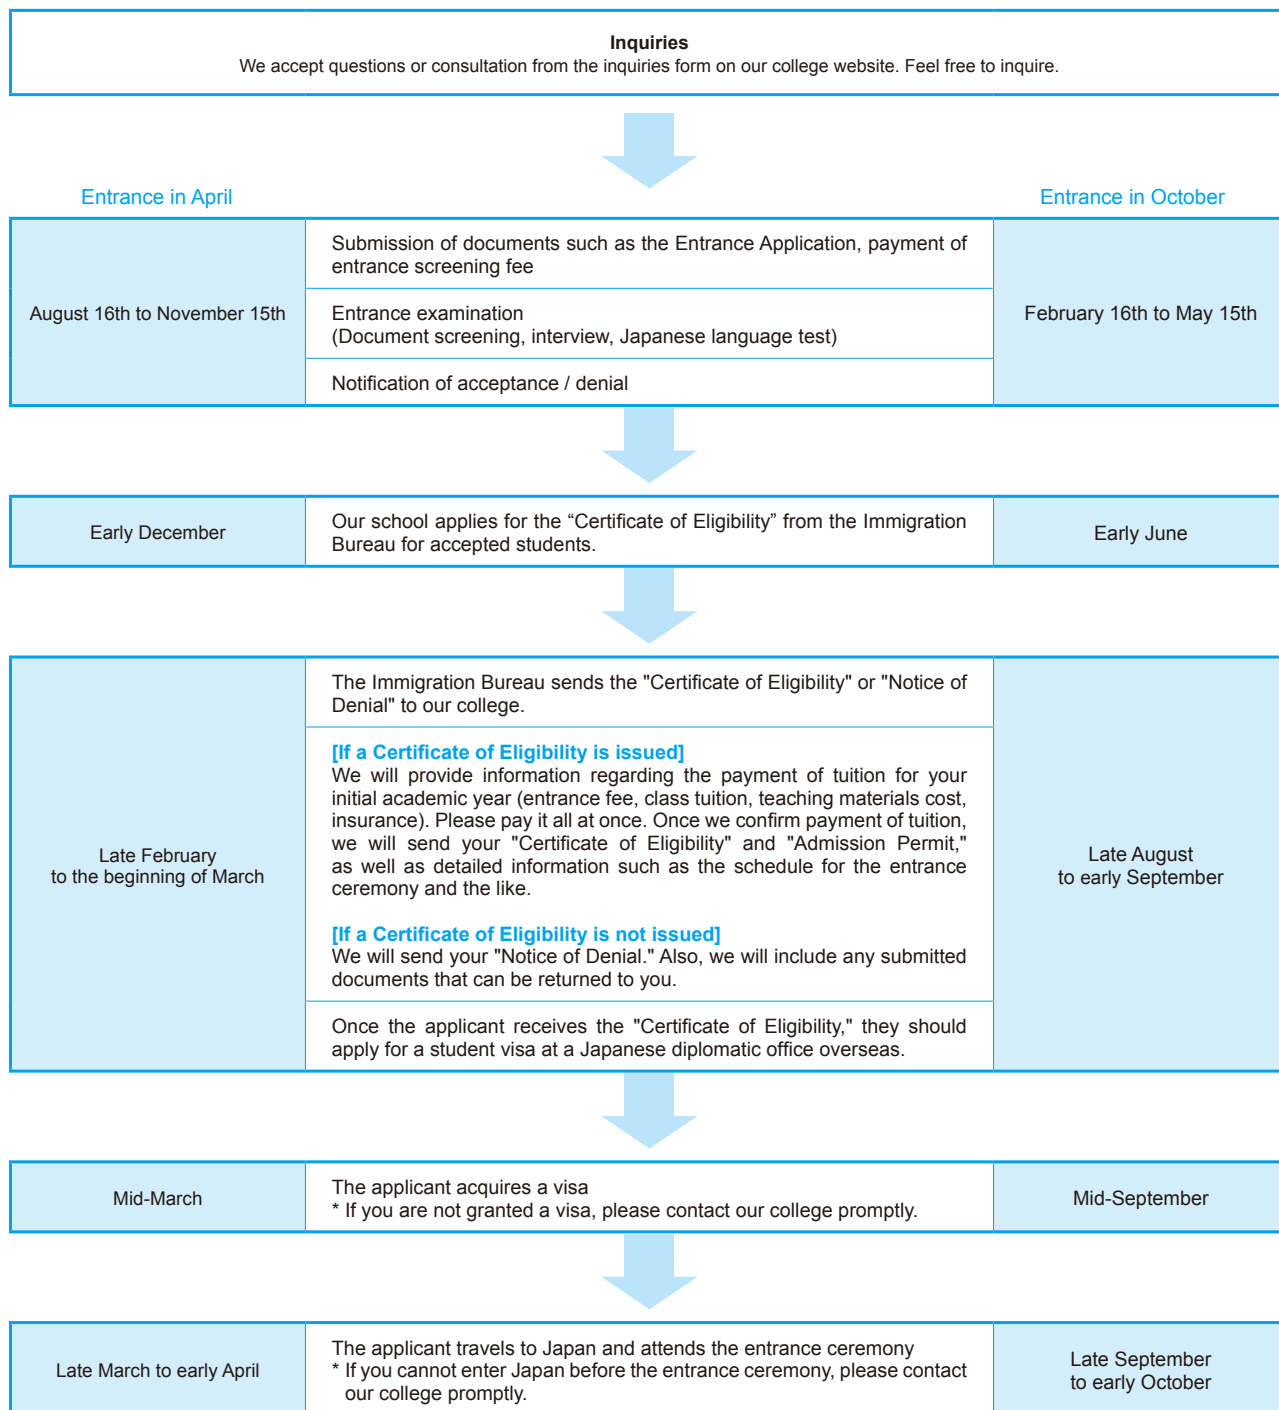 Inquiries
We accept questions or consultation from the inquiries form on our college website. Feel free to inquire.
Entrance in April
Entrance in October
August 16th to November 15th
Submission of documents such as the Entrance Application, payment of
entrance screening fee
Entrance examination
(Document screening, interview, Japanese language test)
Notification of acceptance / denial
February 16th to May 15th
Early December
Our school applies for the “Certificate of Eligibility” from the Immigration
Bureau for accepted students.
Early June
Late February
to the beginning of March
The Immigration Bureau sends the "Certificate of Eligibility" or "Notice of
Denial" to our college.
[If a Certificate of Eligibility is issued]
We will provide information regarding the payment of tuition for your
initial academic year (entrance fee, class tuition, teaching materials cost,
insurance). Please pay it all at once. Once we confirm payment of tuition,
we will send your "Certificate of Eligibility" and "Admission Permit,"
as well as detailed information such as the schedule for the entrance
ceremony and the like.
[If a Certificate of Eligibility is not issued]
We will send your "Notice of Denial." Also, we will include any submitted
documents that can be returned to you.
Once the applicant receives the "Certificate of Eligibility," they should
apply for a student visa at a Japanese diplomatic office overseas.
Late August
to early September
Mid-March
The applicant acquires a visa
* If you are not granted a visa, please contact our college promptly.
Mid-September
Late March to early April
The applicant travels to Japan and attends the entrance ceremony
* If you cannot enter Japan before the entrance ceremony, please contact
our college promptly.
Late September
to early October